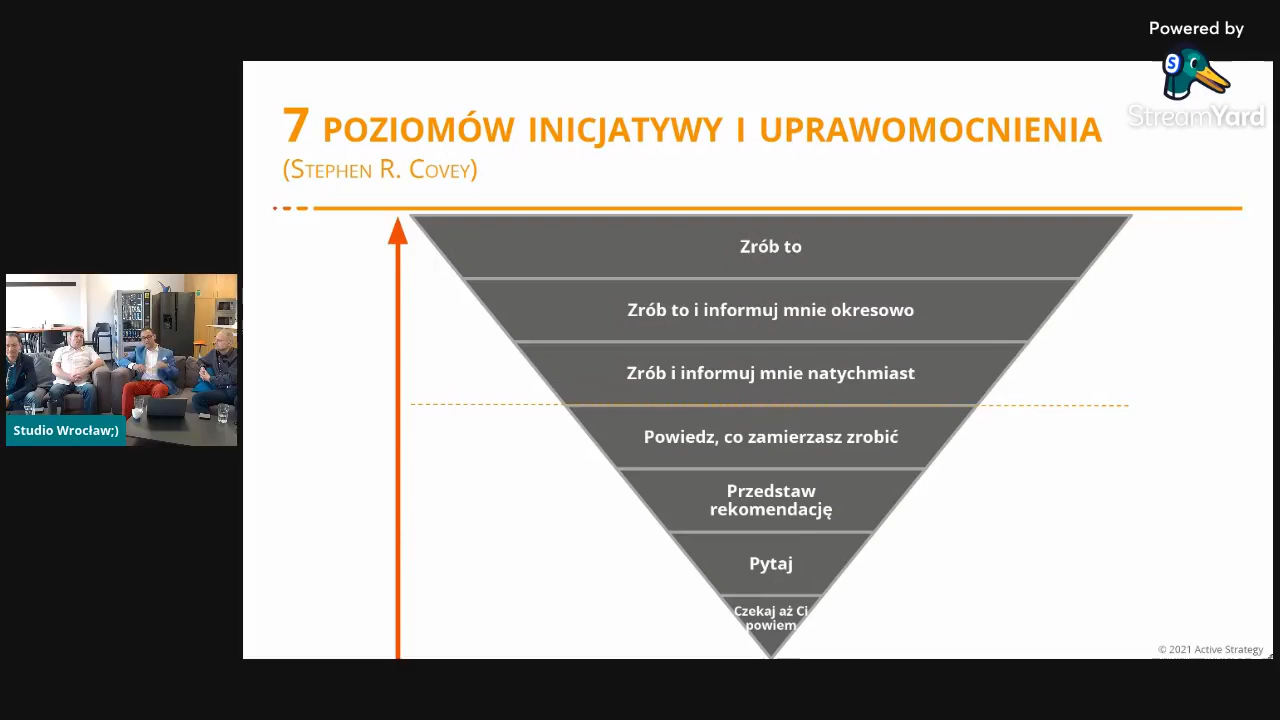 Powered by
S
StreamYard
7 POZIOMÓW INICJATYWY I UPRAWOMOCNIENIA
(STEPHEN R. COVEY)
Zrób to
Zrób to i informuj mnie okresowo
Zrób i informuj mnie natychmiast
Powiedz, co zamierzasz zrobić
Przedstaw
rekomendację
Pytaj
Czekaj aż Ci
powiem
Studio Wrocław;)
© 2021 Active Strategy